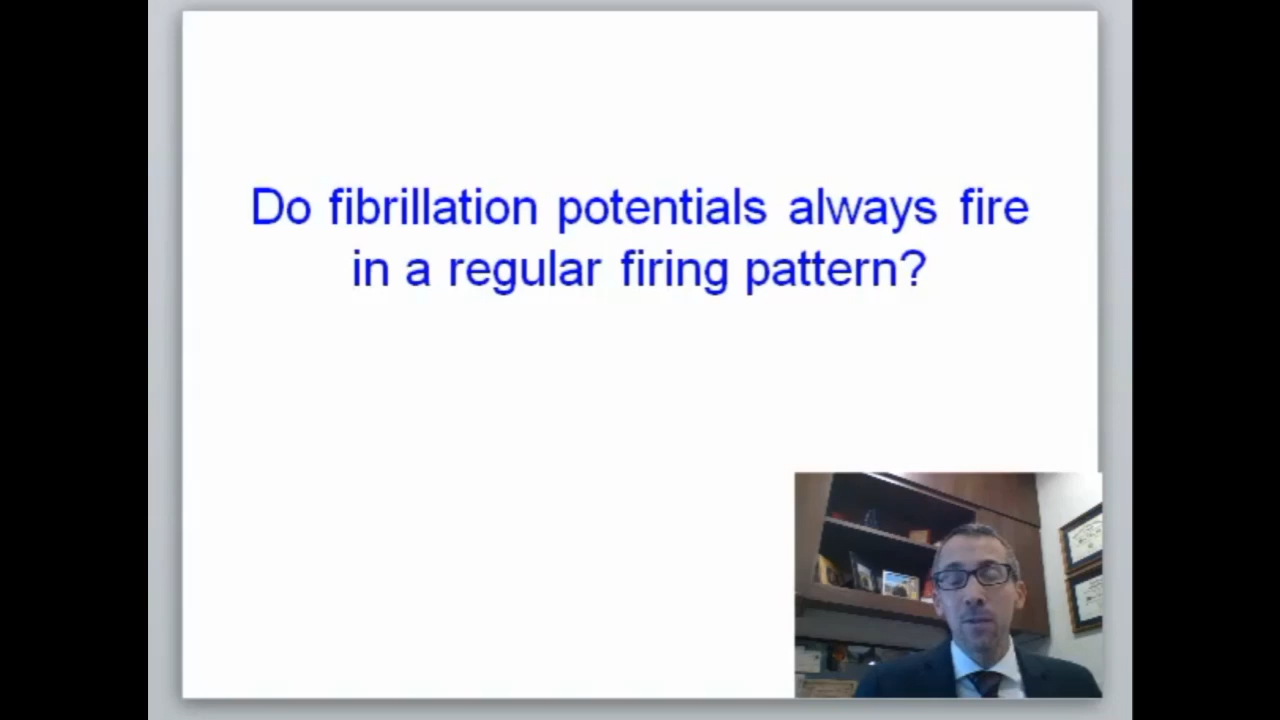 Do fibrillation potentials always fire
in a regular firing pattern?